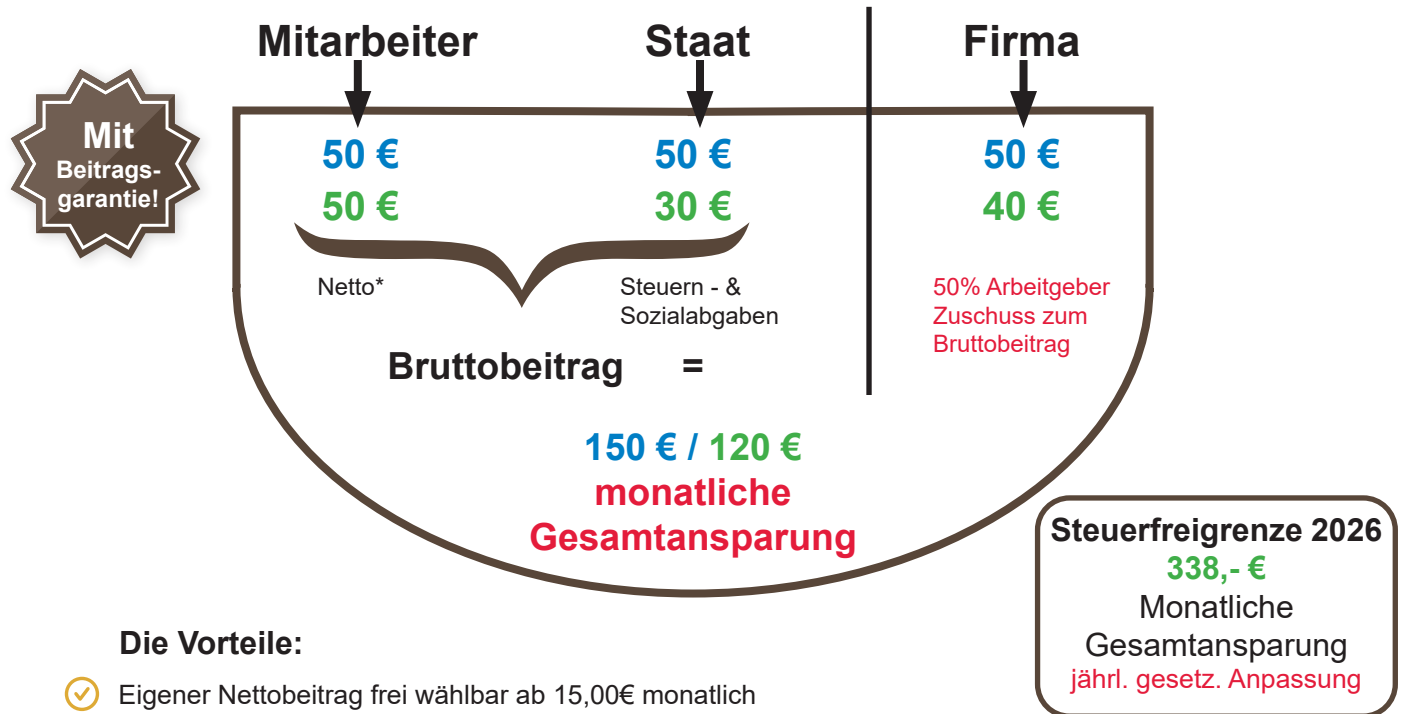 Mitarbeiter Staat Firma
Mit
Beitrags-
garantie!
50 € 50 € 50 €
50 € 30 € 40 €
Netto*
Steuern - &
Sozialabgaben
50% Arbeitgeber
Zuschuss zum
Bruttobeitrag
Bruttobeitrag =
150 € / 120 €
monatliche
Gesamtansparung
Steuerfreigrenze 2026
338,- €
Monatliche
Gesamtansparung
jährl. gesetz. Anpassung
Die Vorteile:
Eigener Nettobeitrag frei wählbar ab 15,00€ monatlich